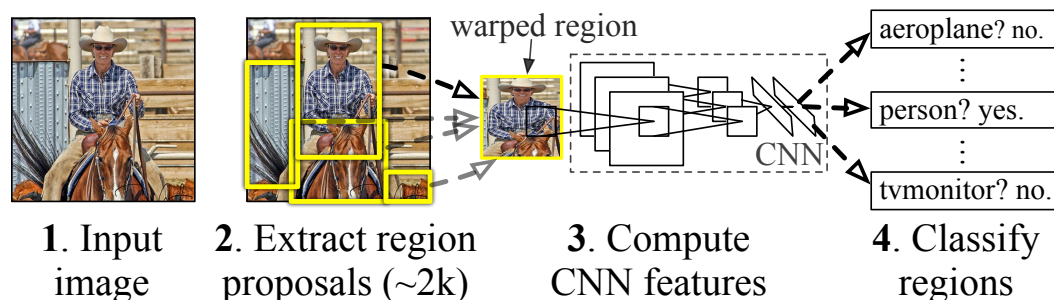 warped region
aeroplane? no.
⋮
person? yes.
CNN
⋮
tvmonitor? no.
1. Input
image
2. Extract region
proposals (~2k)
3. Compute
CNN features
4. Classify
regions